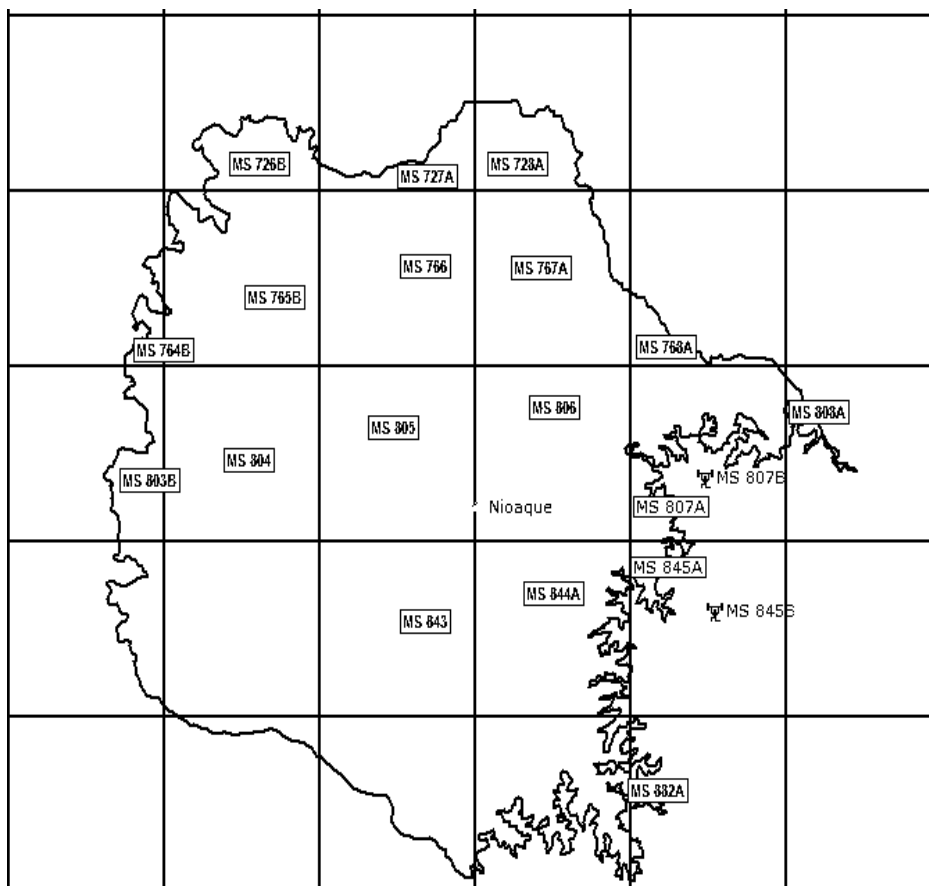 MS 726B
MS 727A
MS 728A
MS 766
MS 767A
MS 765B
MS 764B
MS 768A
MS 806
MS 808A
MS 805
MS 804
MS 803B
MS 807B
Nioaque
MS 807A
MS 845A
MS 844A
MS 845B
MS 843
MS 882A